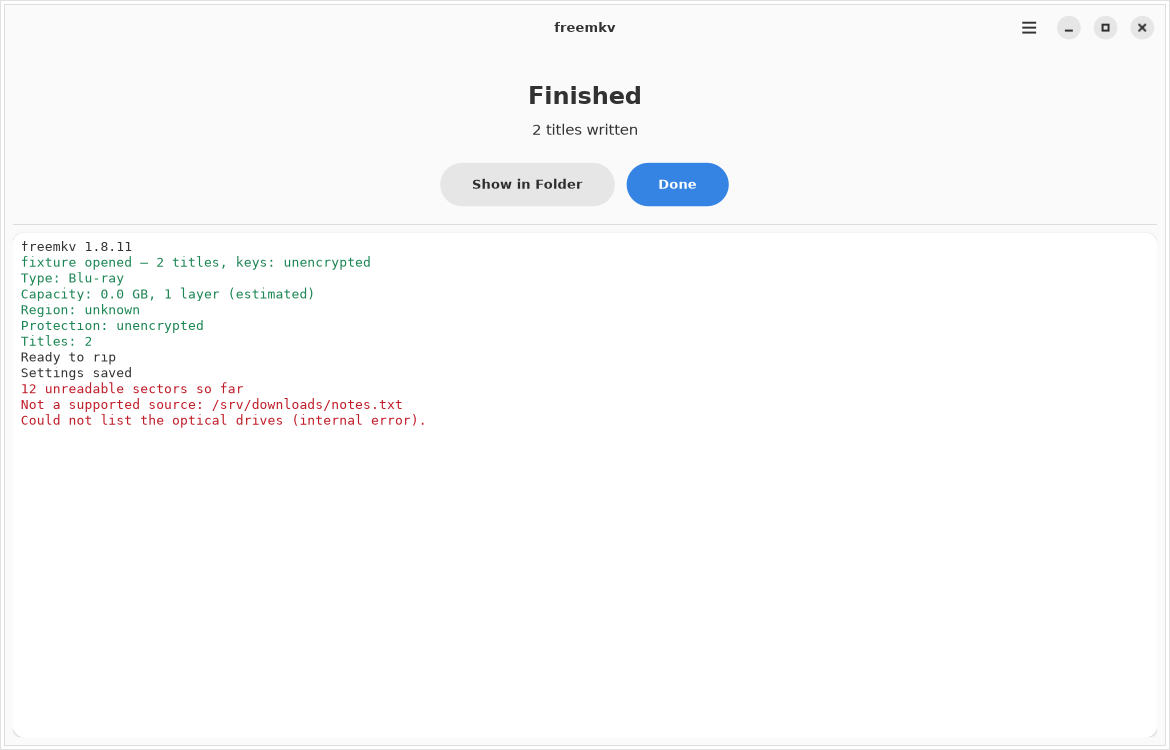 freemkv
Finished
2 titles written
Show in Folder
Done
freemkv 1.8.11
fixture opened — 2 titles, keys: unencrypted
Type: Blu-ray
Capacity: 0.0 GB, 1 layer (estimated)
Region: unknown
Protection: unencrypted
Titles: 2
Ready to rip
Settings saved
12 unreadable sectors so far
Not a supported source: /srv/downloads/notes.txt
Could not list the optical drives (internal error).